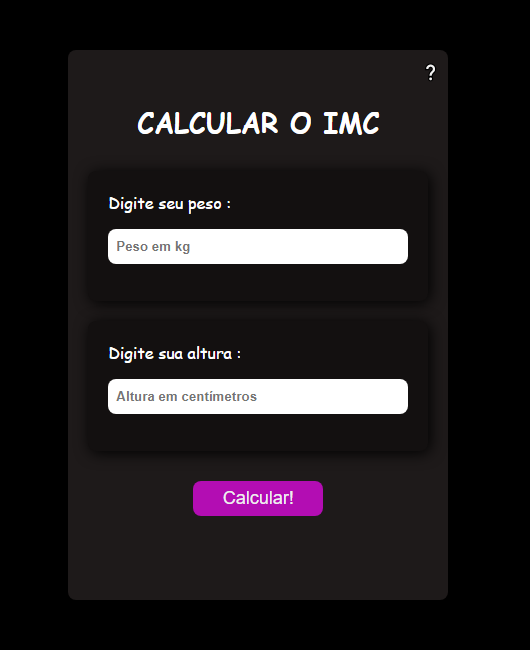 ?
CALCULAR O IMC
Digite seu peso :
Peso em kg
Digite sua altura :
Altura em centímetros
Calcular!